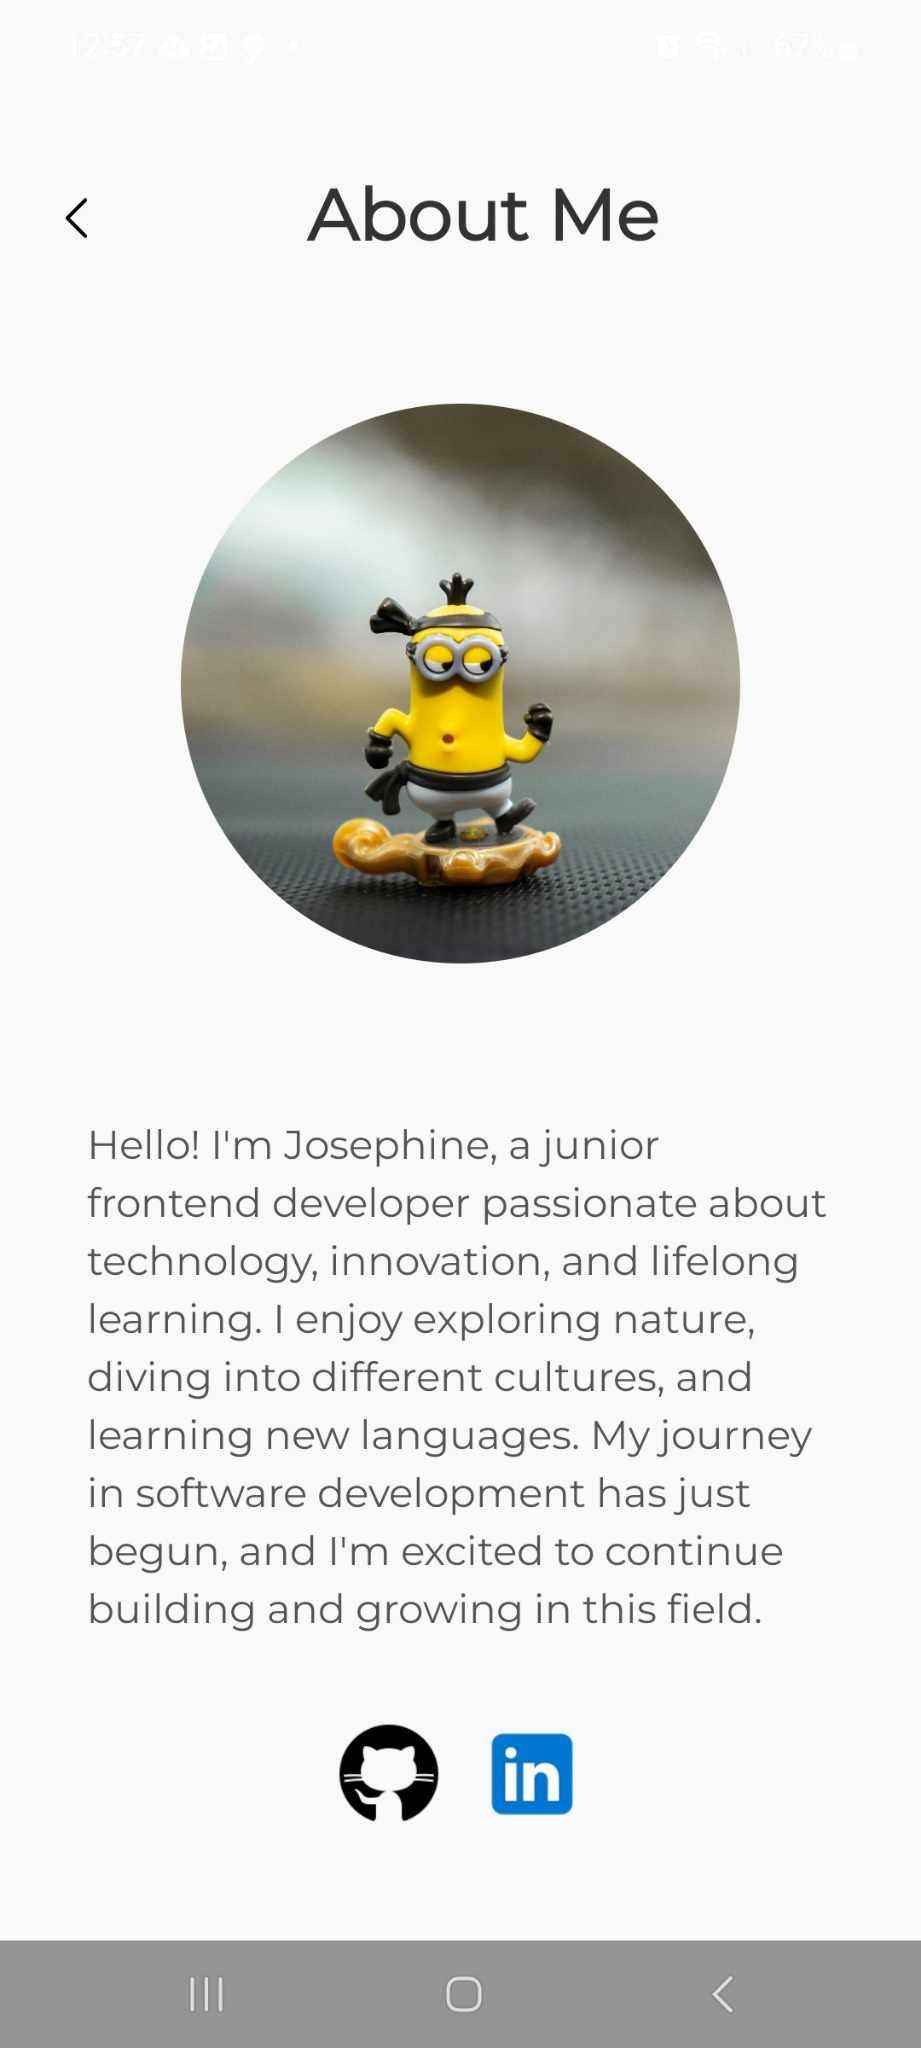 12:57 67%
About Me
Hello! I'm Josephine, a junior
frontend developer passionate about
technology, innovation, and lifelong
learning. I enjoy exploring nature,
diving into different cultures, and
learning new languages. My journey
in software development has just
begun, and I'm excited to continue
building and growing in this field.
in